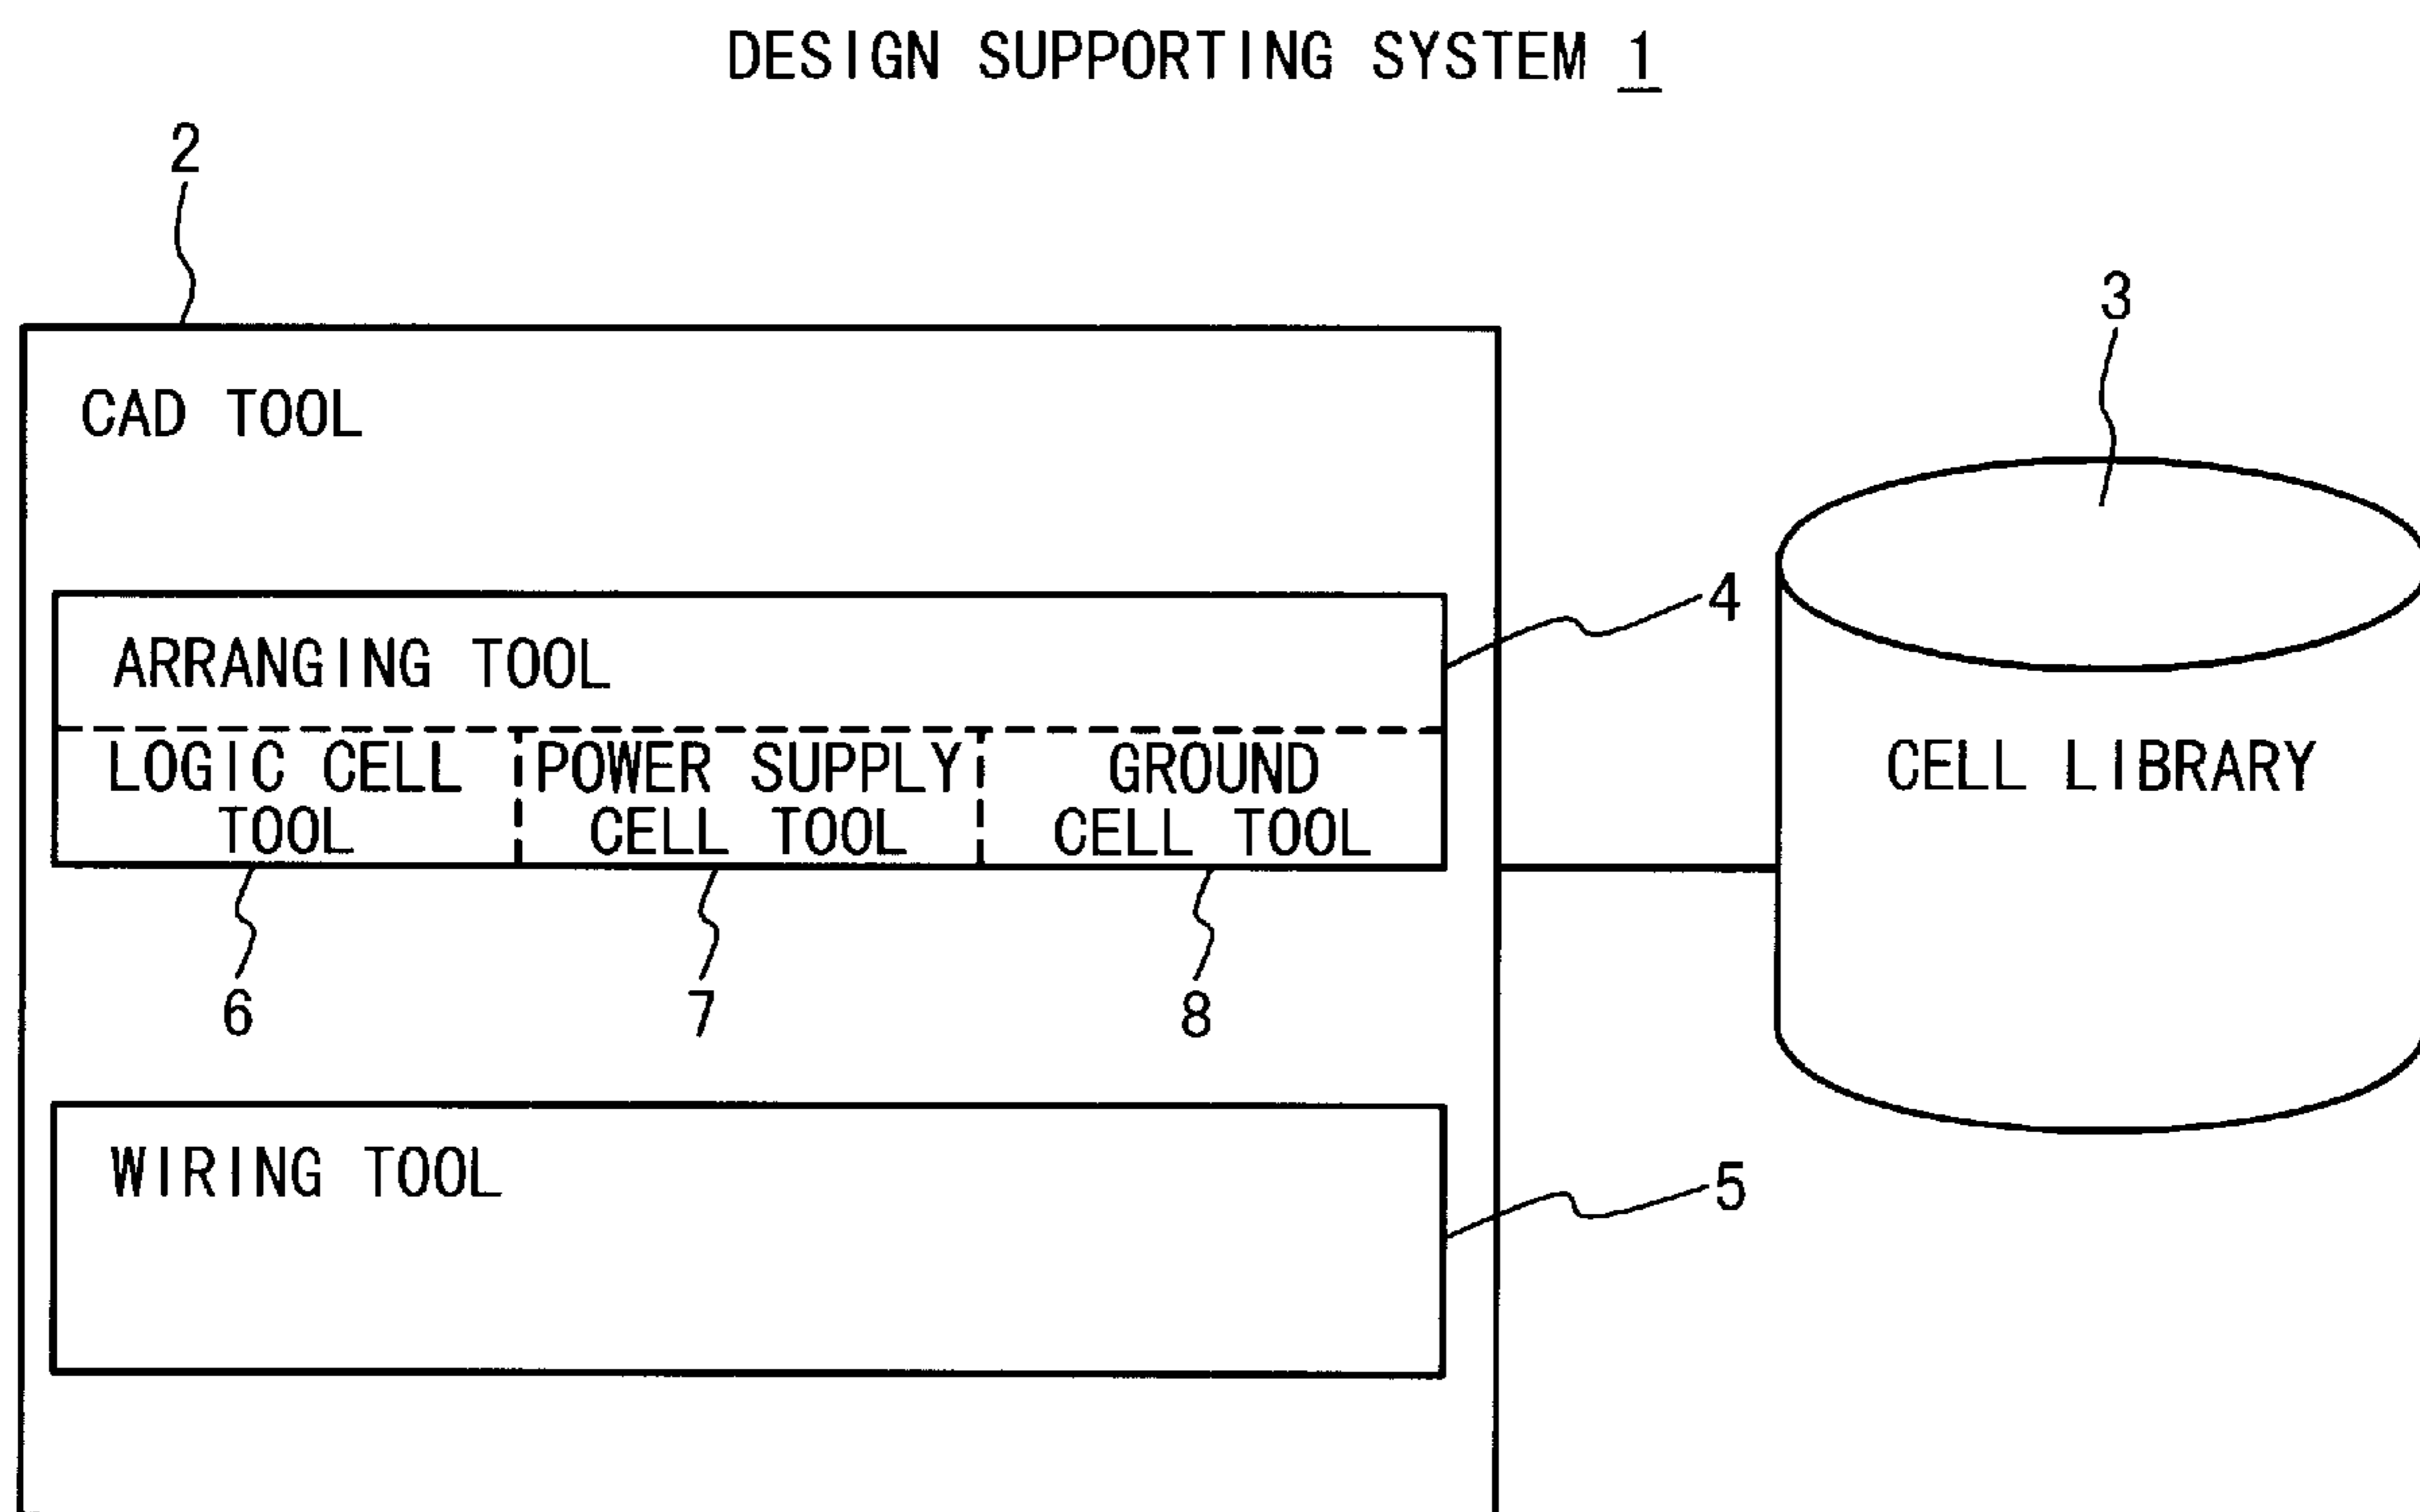 DESIGN SUPPORTING SYSTEM 1
2
3
CAD TOOL
4
ARRANGING TOOL
LOGIC CELL
TOOL
POWER SUPPLY
CELL TOOL
GROUND
CELL TOOL
CELL LIBRARY
6
7
8
WIRING TOOL
5